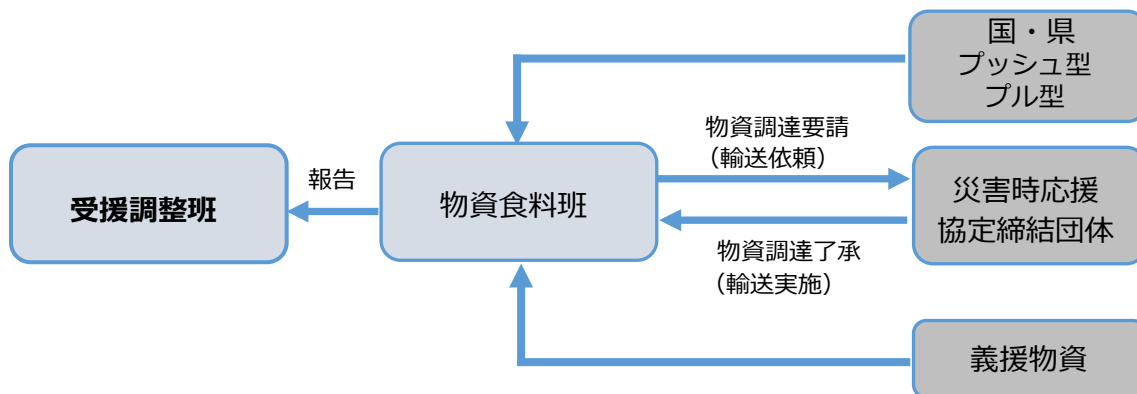 国・県
プッシュ型
プル型
物資調達要請
（輸送依頼）
受援調整班
報告
物資食料班
災害時応援
協定締結団体
物資調達了承
（輸送実施）
義援物資